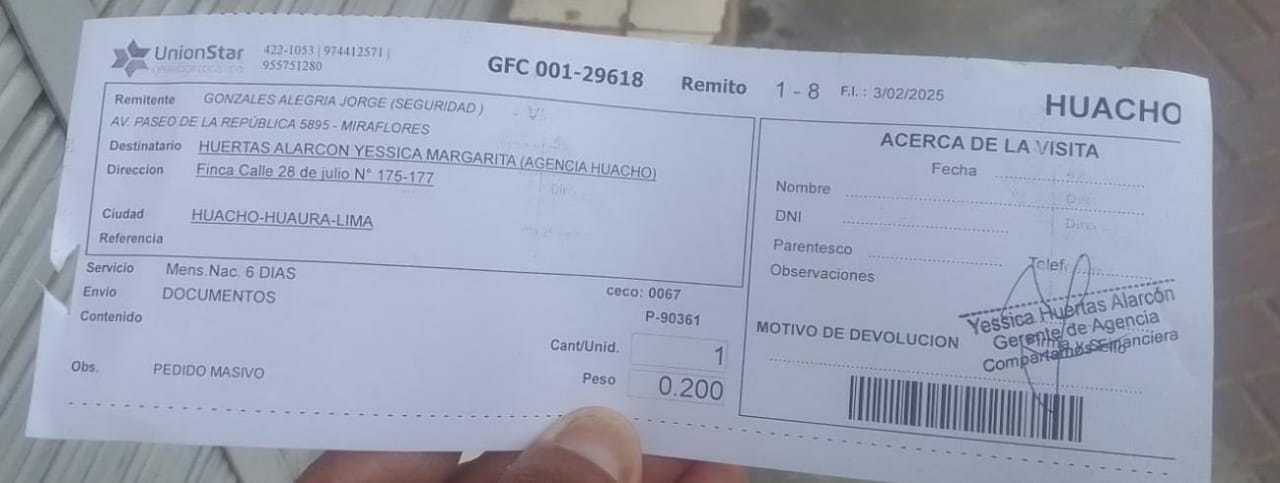 UnionStar
422-1053 | 974412571 |
955751280
GFC 001-29618
Remito 1 - 8 F.I. : 3/02/2025
HUACHO
Remitente GONZALES ALEGRIA JORGE (SEGURIDAD )
AV. PASEO DE LA REPÚBLICA 5895 - MIRAFLORES
Destinatario HUERTAS ALARCON YESSICA MARGARITA (AGENCIA HUACHO)
Direccion Finca Calle 28 de julio N° 175-177
Ciudad HUACHO-HUAURA-LIMA
Referencia
Servicio Mens.Nac. 6 DIAS
Envio DOCUMENTOS
Contenido
ceco: 0067
P-90361
Cant/Unid. 1
Peso 0.200
Obs. PEDIDO MASIVO
ACERCA DE LA VISITA
Fecha
Nombre
DNI
Parentesco
Telef.
Observaciones
MOTIVO DE DEVOLUCION
Yessica Huertas Alarcón
Gerente de Agencia
Compartamos Financiera